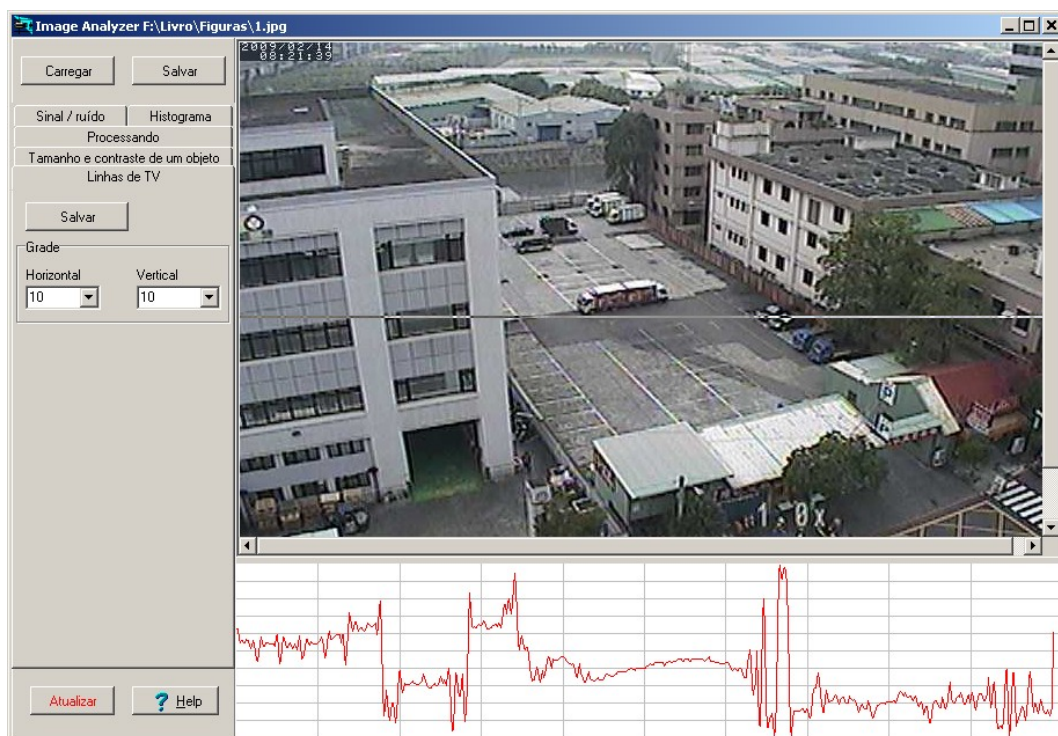 Image Analyzer F:\Livro\Figuras\1.jpg
Carregar
Salvar
Sinal / ruído
Histograma
Processando
Tamanho e contraste de um objeto
Linhas de TV
Salvar
Grade
Horizontal
Vertical
10
10
Atualizar
? Help
2009/02/14
08:21:39
P
P
1.0x